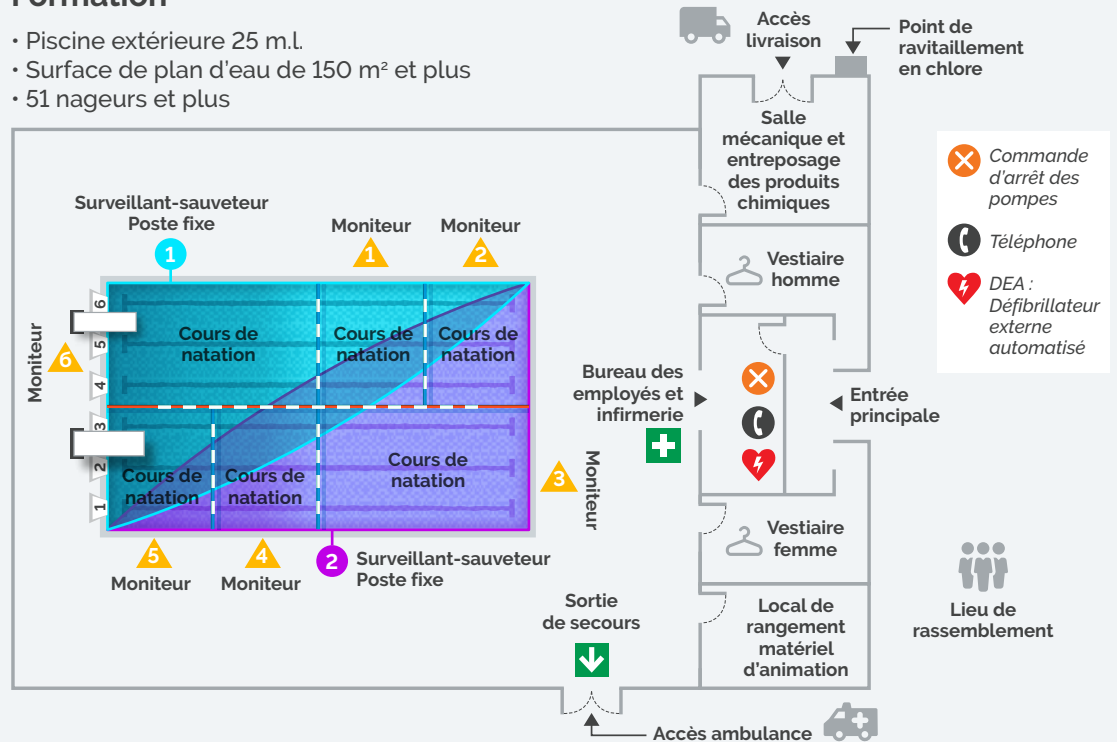 Formation
• Piscine extérieure 25 m.l.
• Surface de plan d'eau de 150 m² et plus
• 51 nageurs et plus
Accès
livraison
Point de
ravitaillement
en chlore
Salle
mécanique et
entreposage
des produits
chimiques
Commande
d'arrêt des
pompes
Téléphone
DEA :
Défibrillateur
externe
automatisé
Surveillant-sauveteur
Poste fixe
1
Moniteur
1
Moniteur
2
Vestiaire
homme
Moniteur
6
6
5
4
3
2
1
Cours de
natation
Cours de
natation
Cours de
natation
Cours de
natation
Cours de
natation
Cours de
natation
3
Moniteur
Bureau des
employés et
infirmerie
Entrée
principale
5
Moniteur
4
Moniteur
2
Surveillant-sauveteur
Poste fixe
Vestiaire
femme
Sortie
de secours
Local de
rangement
matériel
d'animation
Lieu de
rassemblement
Accès ambulance